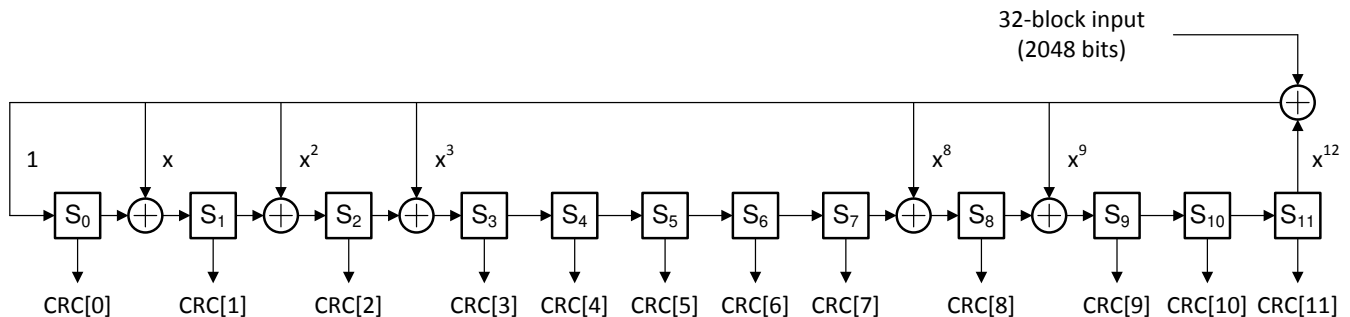 32-block input
(2048 bits)
1 x x² x³ x⁸ x⁹ x¹²
S₀ S₁ S₂ S₃ S₄ S₅ S₆ S₇ S₈ S₉ S₁₀ S₁₁
CRC[0] CRC[1] CRC[2] CRC[3] CRC[4] CRC[5] CRC[6] CRC[7] CRC[8] CRC[9] CRC[10] CRC[11]